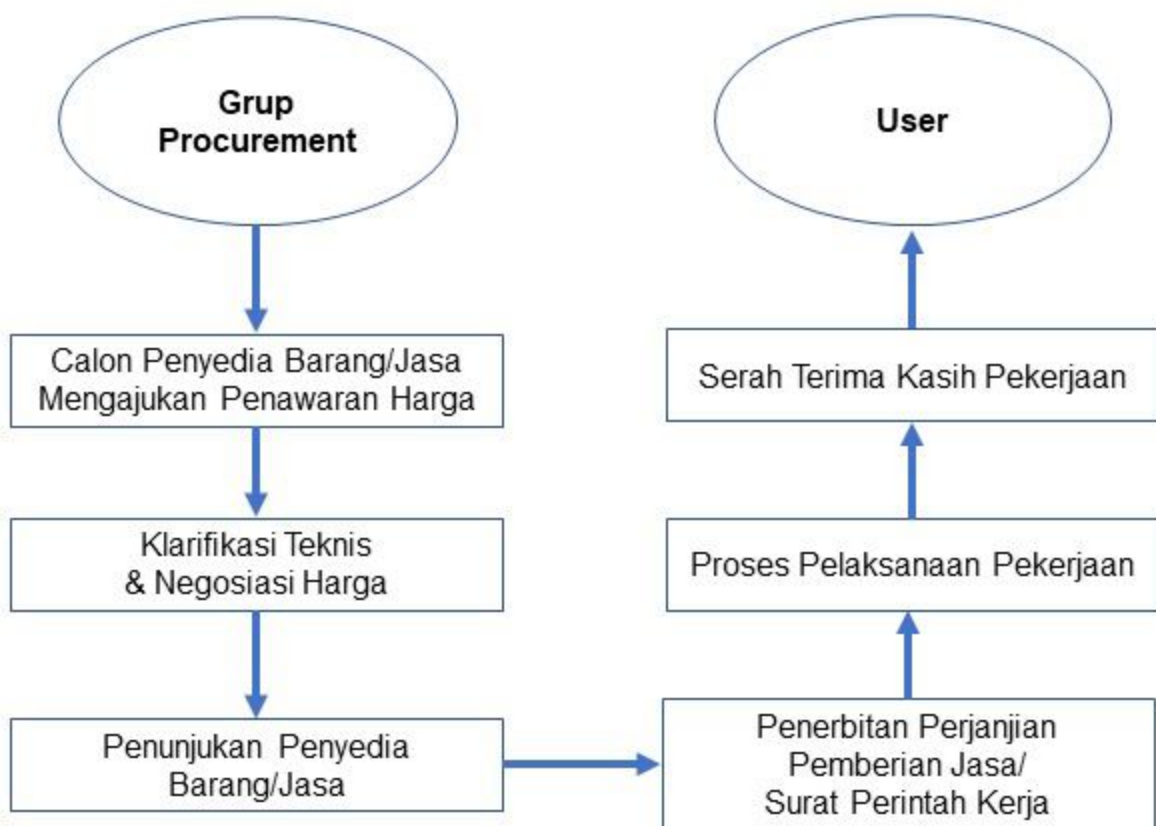 Grup
Procurement
User
Calon Penyedia Barang/Jasa
Mengajukan Penawaran Harga
Klarifikasi Teknis
& Negosiasi Harga
Penunjukan Penyedia
Barang/Jasa
Penerbitan Perjanjian
Pemberian Jasa/
Surat Perintah Kerja
Proses Pelaksanaan Pekerjaan
Serah Terima Kasih Pekerjaan